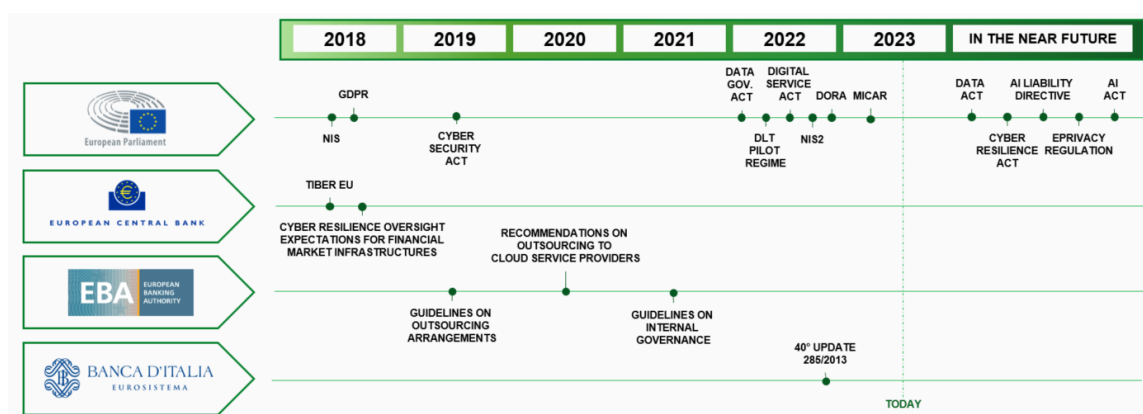 2018 2019 2020 2021 2022 2023 IN THE NEAR FUTURE
European Parliament
NIS
GDPR
CYBER
SECURITY
ACT
DATA
GOV.
ACT
DLT
PILOT
REGIME
DIGITAL
SERVICE
ACT
NIS2
DORA
MICAR
DATA
ACT
CYBER
RESILIENCE
ACT
AI LIABILITY
DIRECTIVE
EPRIVACY
REGULATION
AI
ACT
EUROPEAN CENTRAL BANK
TIBER EU
CYBER RESILIENCE OVERSIGHT
EXPECTATIONS FOR FINANCIAL
MARKET INFRASTRUCTURES
EBA
EUROPEAN
BANKING
AUTHORITY
GUIDELINES ON
OUTSOURCING
ARRANGEMENTS
RECOMMENDATIONS ON
OUTSOURCING TO
CLOUD SERVICE PROVIDERS
GUIDELINES ON
INTERNAL
GOVERNANCE
BANCA D'ITALIA
EUROSISTEMA
40° UPDATE
285/2013
TODAY